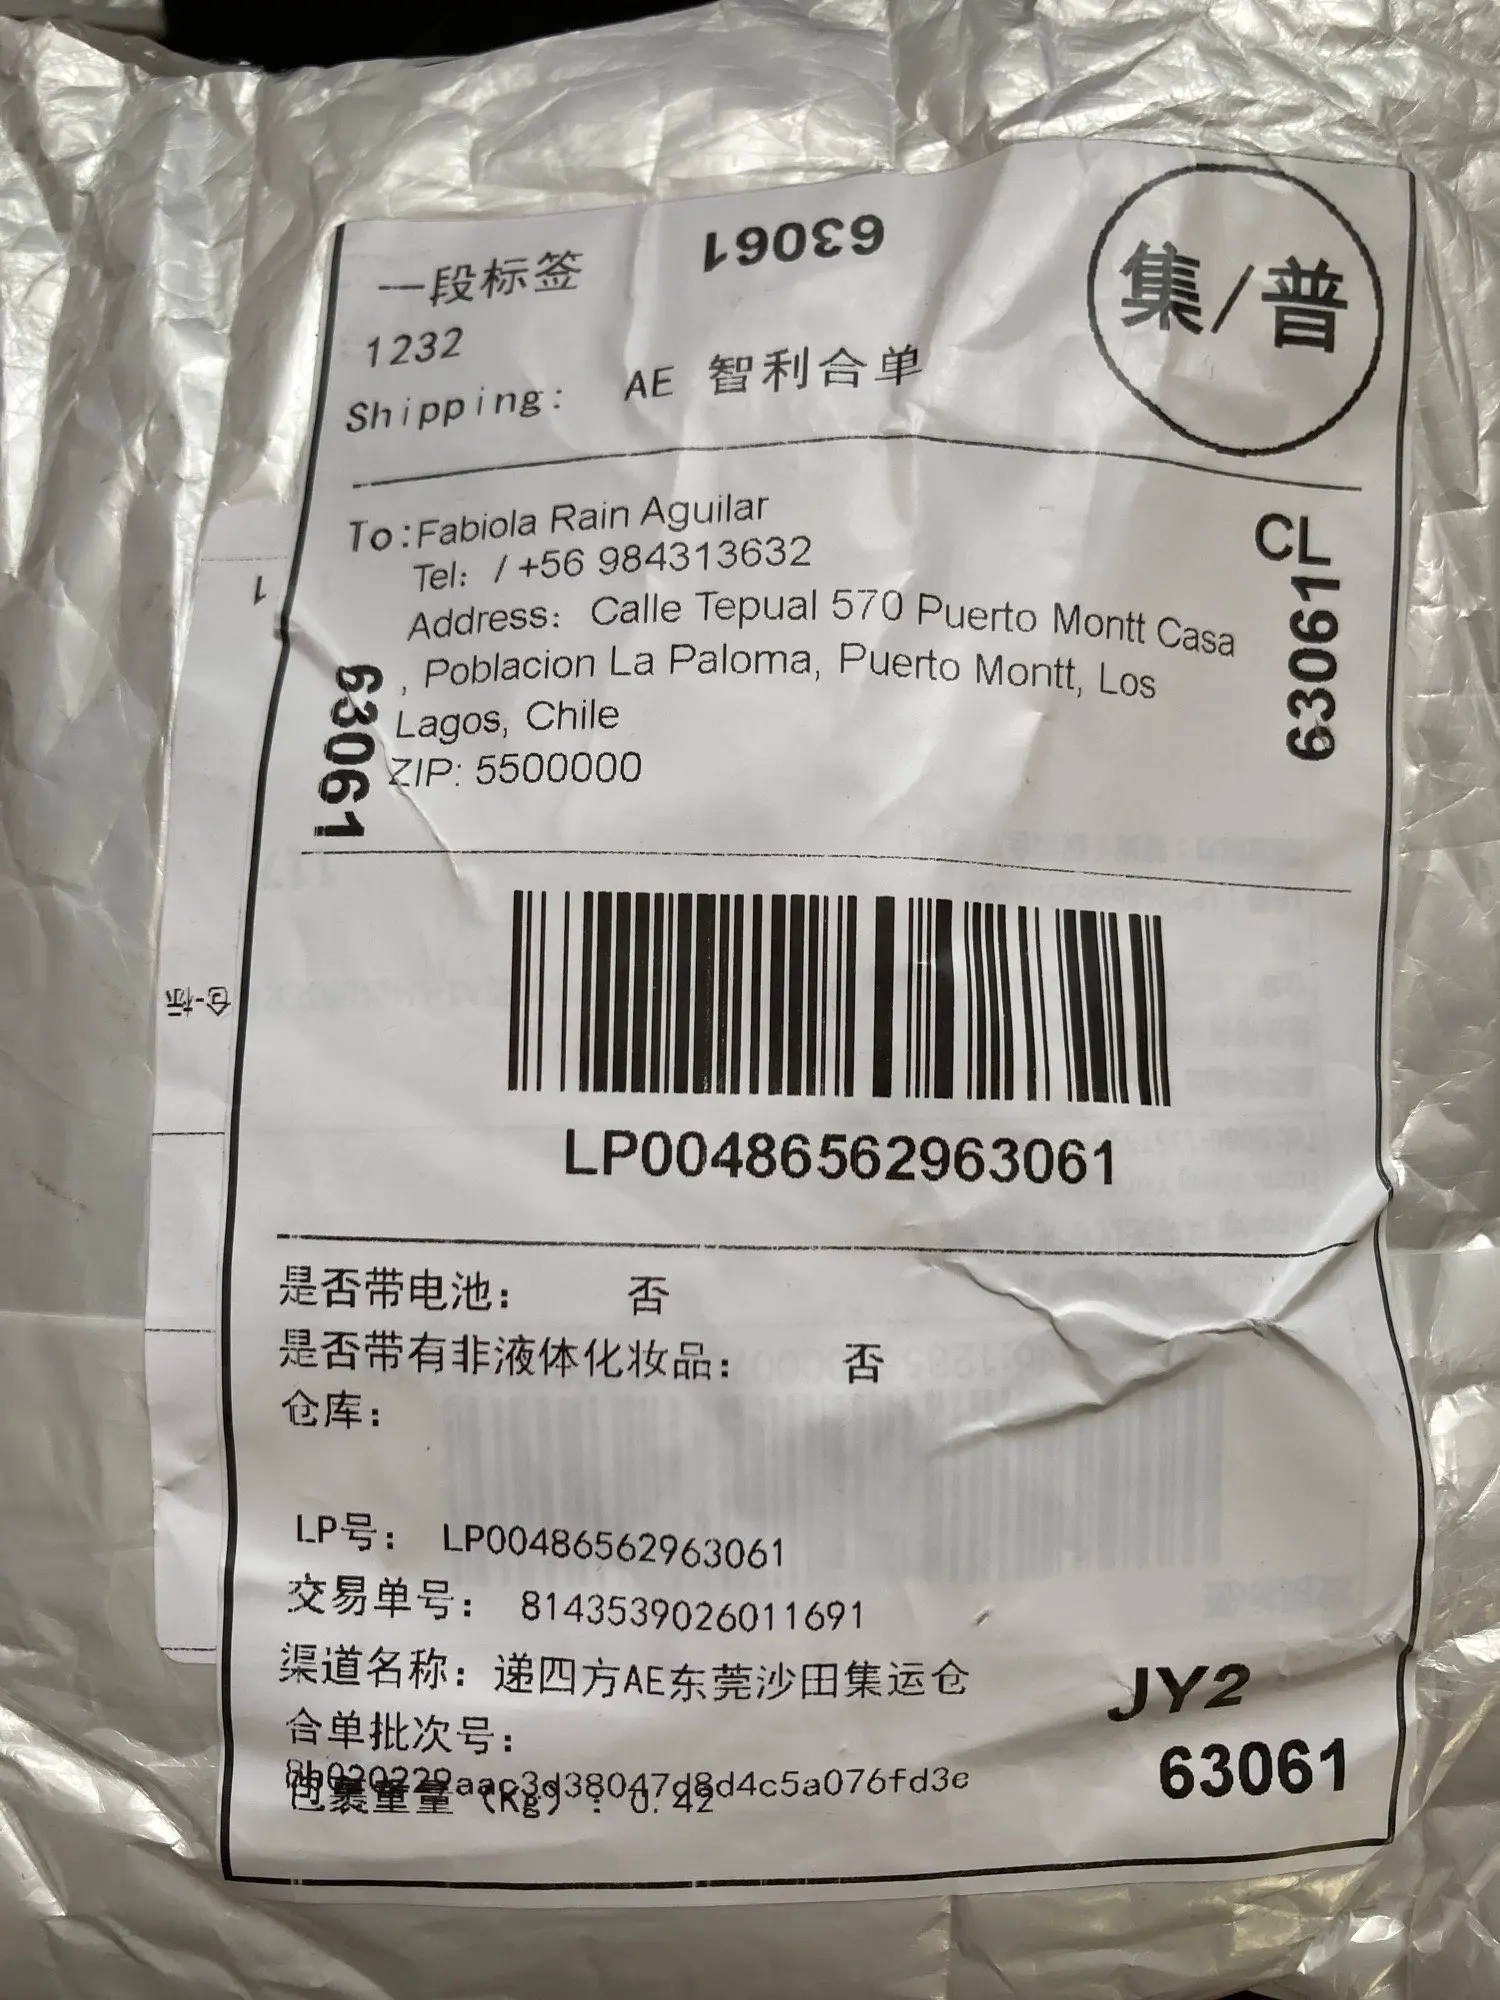 63061
集/普
一段标签
1232
Shipping: AE 智利合单
To:Fabiola Rain Aguilar
Tel: / +56 984313632
Address: Calle Tepual 570 Puerto Montt Casa
, Poblacion La Paloma, Puerto Montt, Los
Lagos, Chile
ZIP: 5500000
CL
63061
63061
1
仓-标
LP00486562963061
是否带电池: 否
是否带有非液体化妆品: 否
仓库:
LP号: LP00486562963061
交易单号: 8143539026011691
渠道名称: 递四方AE东莞沙田集运仓
合单批次号:
8b020229aac3d38047d8d4c5a076fd3e
包裹重量 (Kg) : 0.42
JY2
63061